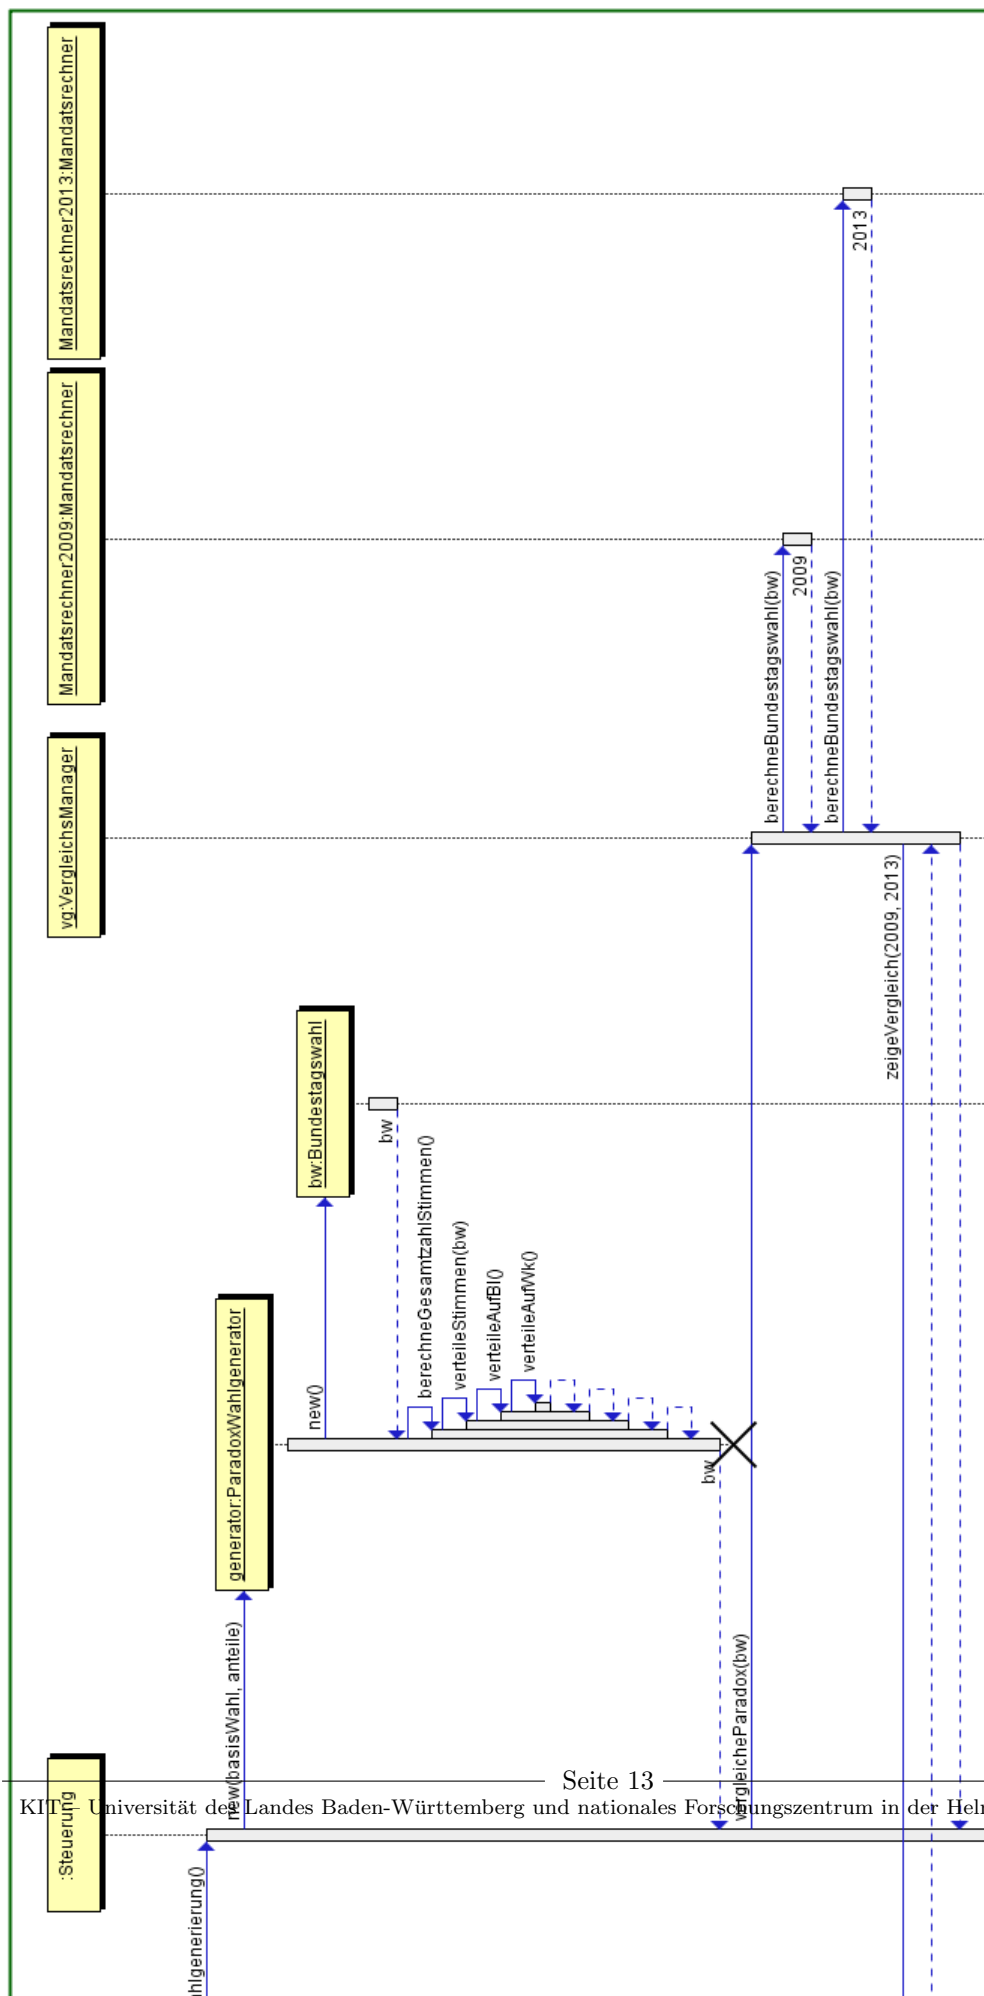 Mandatsrechner2013:Mandatsrechner
Mandatsrechner2009:Mandatsrechner
vg:VergleichsManager
:Steuerung
hlgenerierung()
new(basisWahl, anteile)
generator:ParadoxWahlgenerator
new()
bw:Bundestagswahl
bw
berechneGesamtzahlStimmen()
verteileStimmen(bw)
verteileAufBl()
verteileAufWk()
bw
vergleicheParadox(bw)
berechneBundestagswahl(bw)
2009
berechneBundestagswahl(bw)
2013
zeigeVergleich(2009, 2013)
Seite 13
KIT – Universität des Landes Baden-Württemberg und nationales Forschungszentrum in der Hel